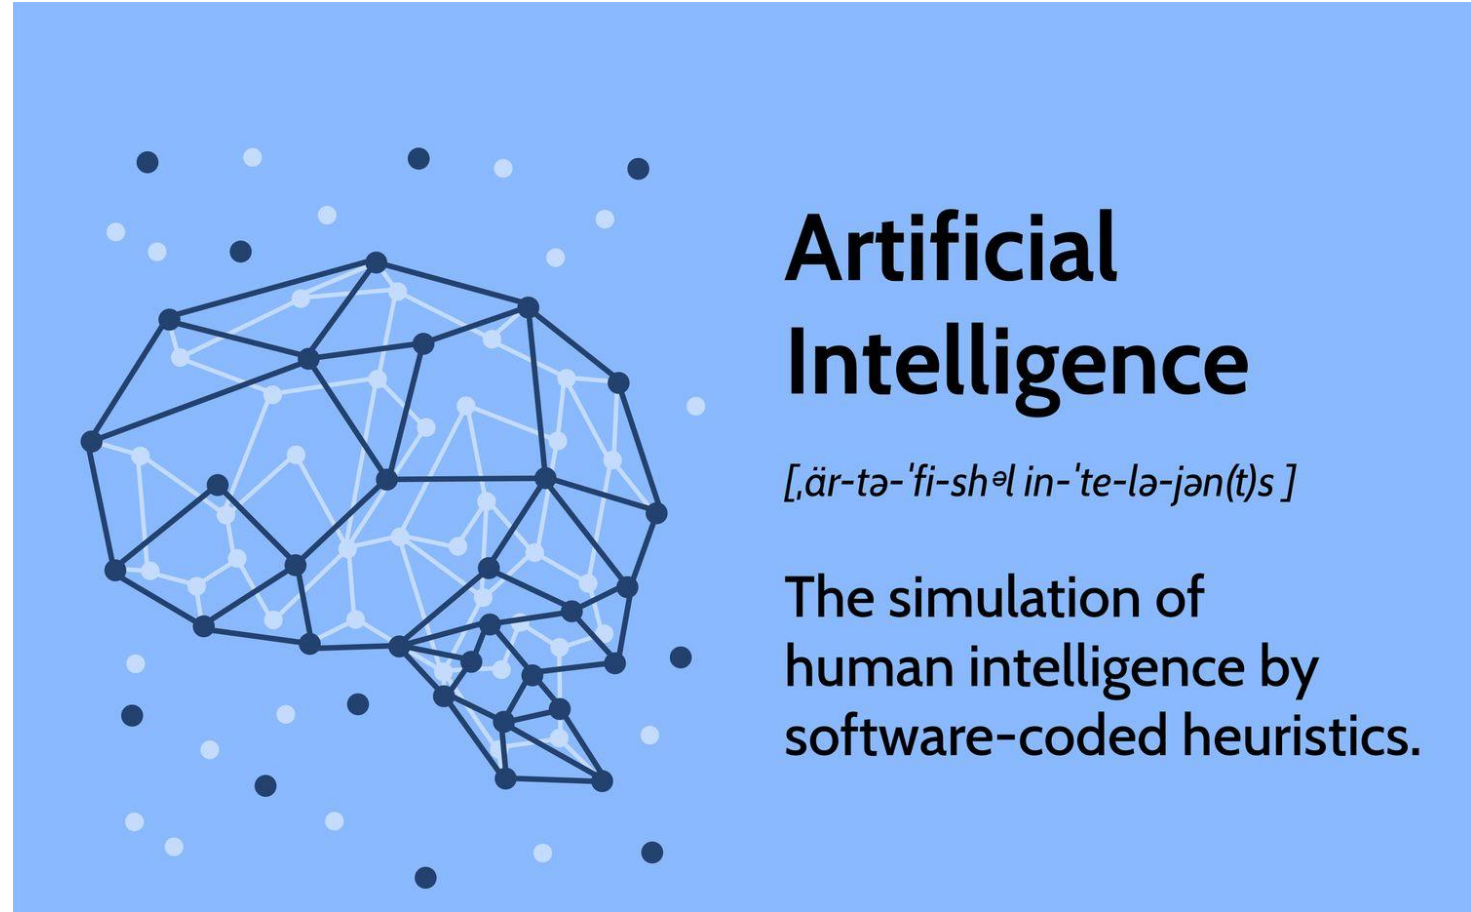 Artificial
Intelligence
[ˌär-tə-ˈfi-shᵊl in-ˈte-lə-jən(t)s ]
The simulation of
human intelligence by
software-coded heuristics.